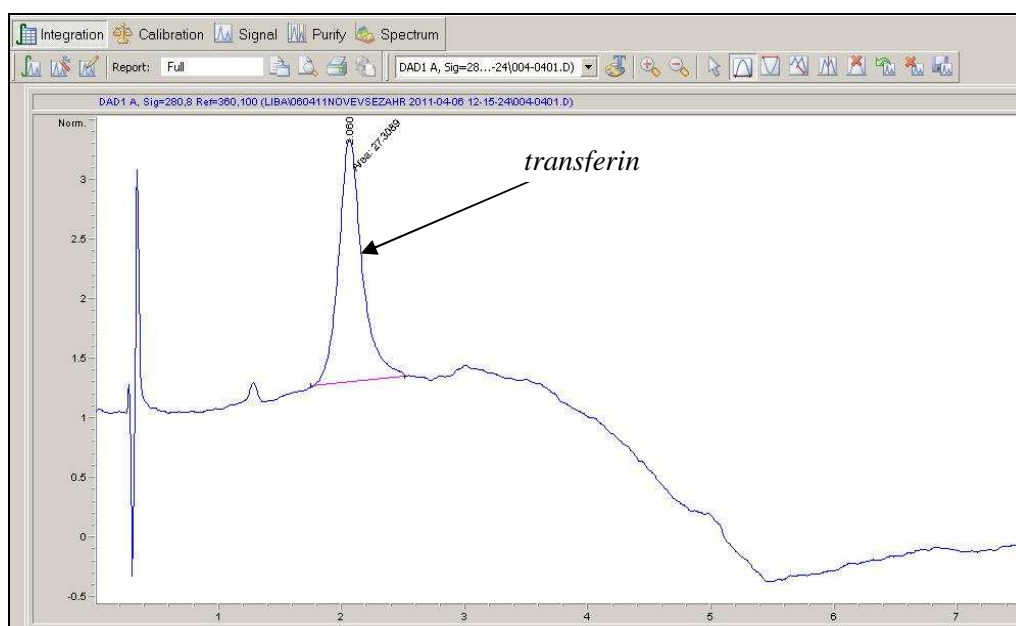 Integration Calibration Signal Purify Spectrum
Report: Full DAD1 A, Sig=28...-24\004-0401.D)
DAD1 A, Sig=280,8 Ref=360,100 (LIBA\060411NOVEVSEZAHR 2011-04-06 12-15-24\004-0401.D)
Norm.
2.060
Area: 27.3089
transferin
3
2.5
2
1.5
1
0.5
0
-0.5
1 2 3 4 5 6 7